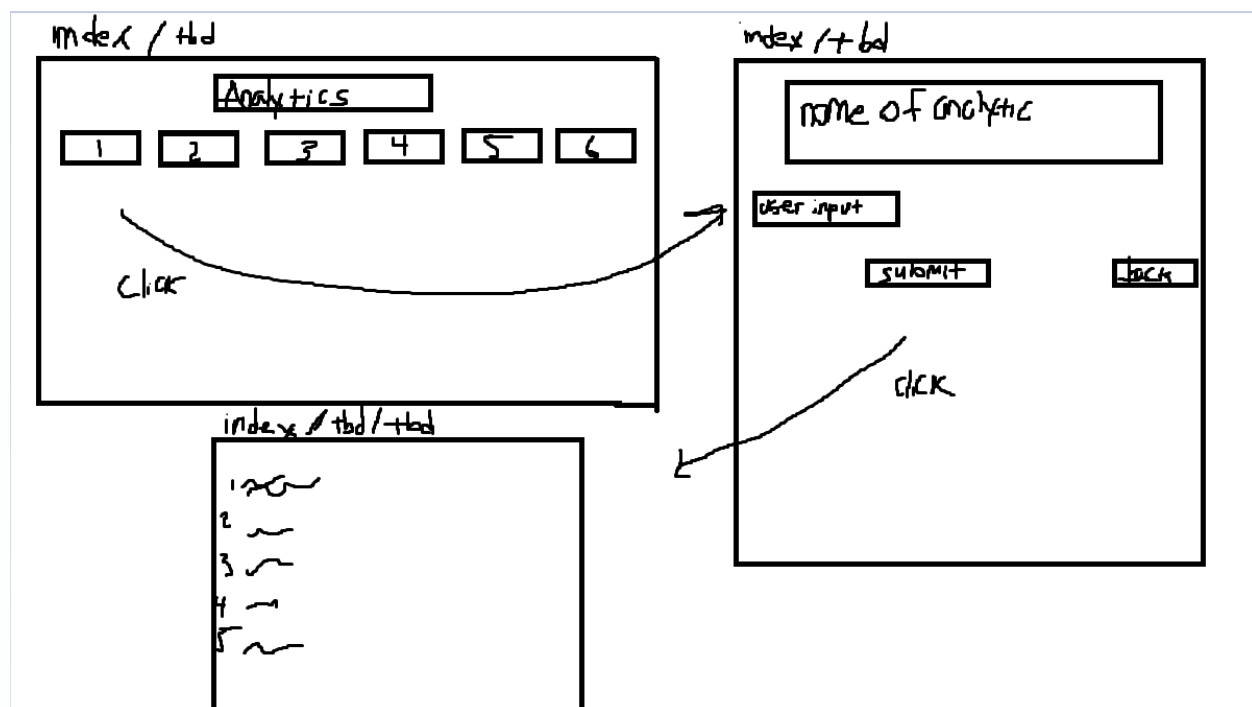 index / tbd
Analytics
1 2 3 4 5 6
click
index / tbd
name of analytic
user input
submit back
click
index / tbd / tbd
1
2
3
4
5